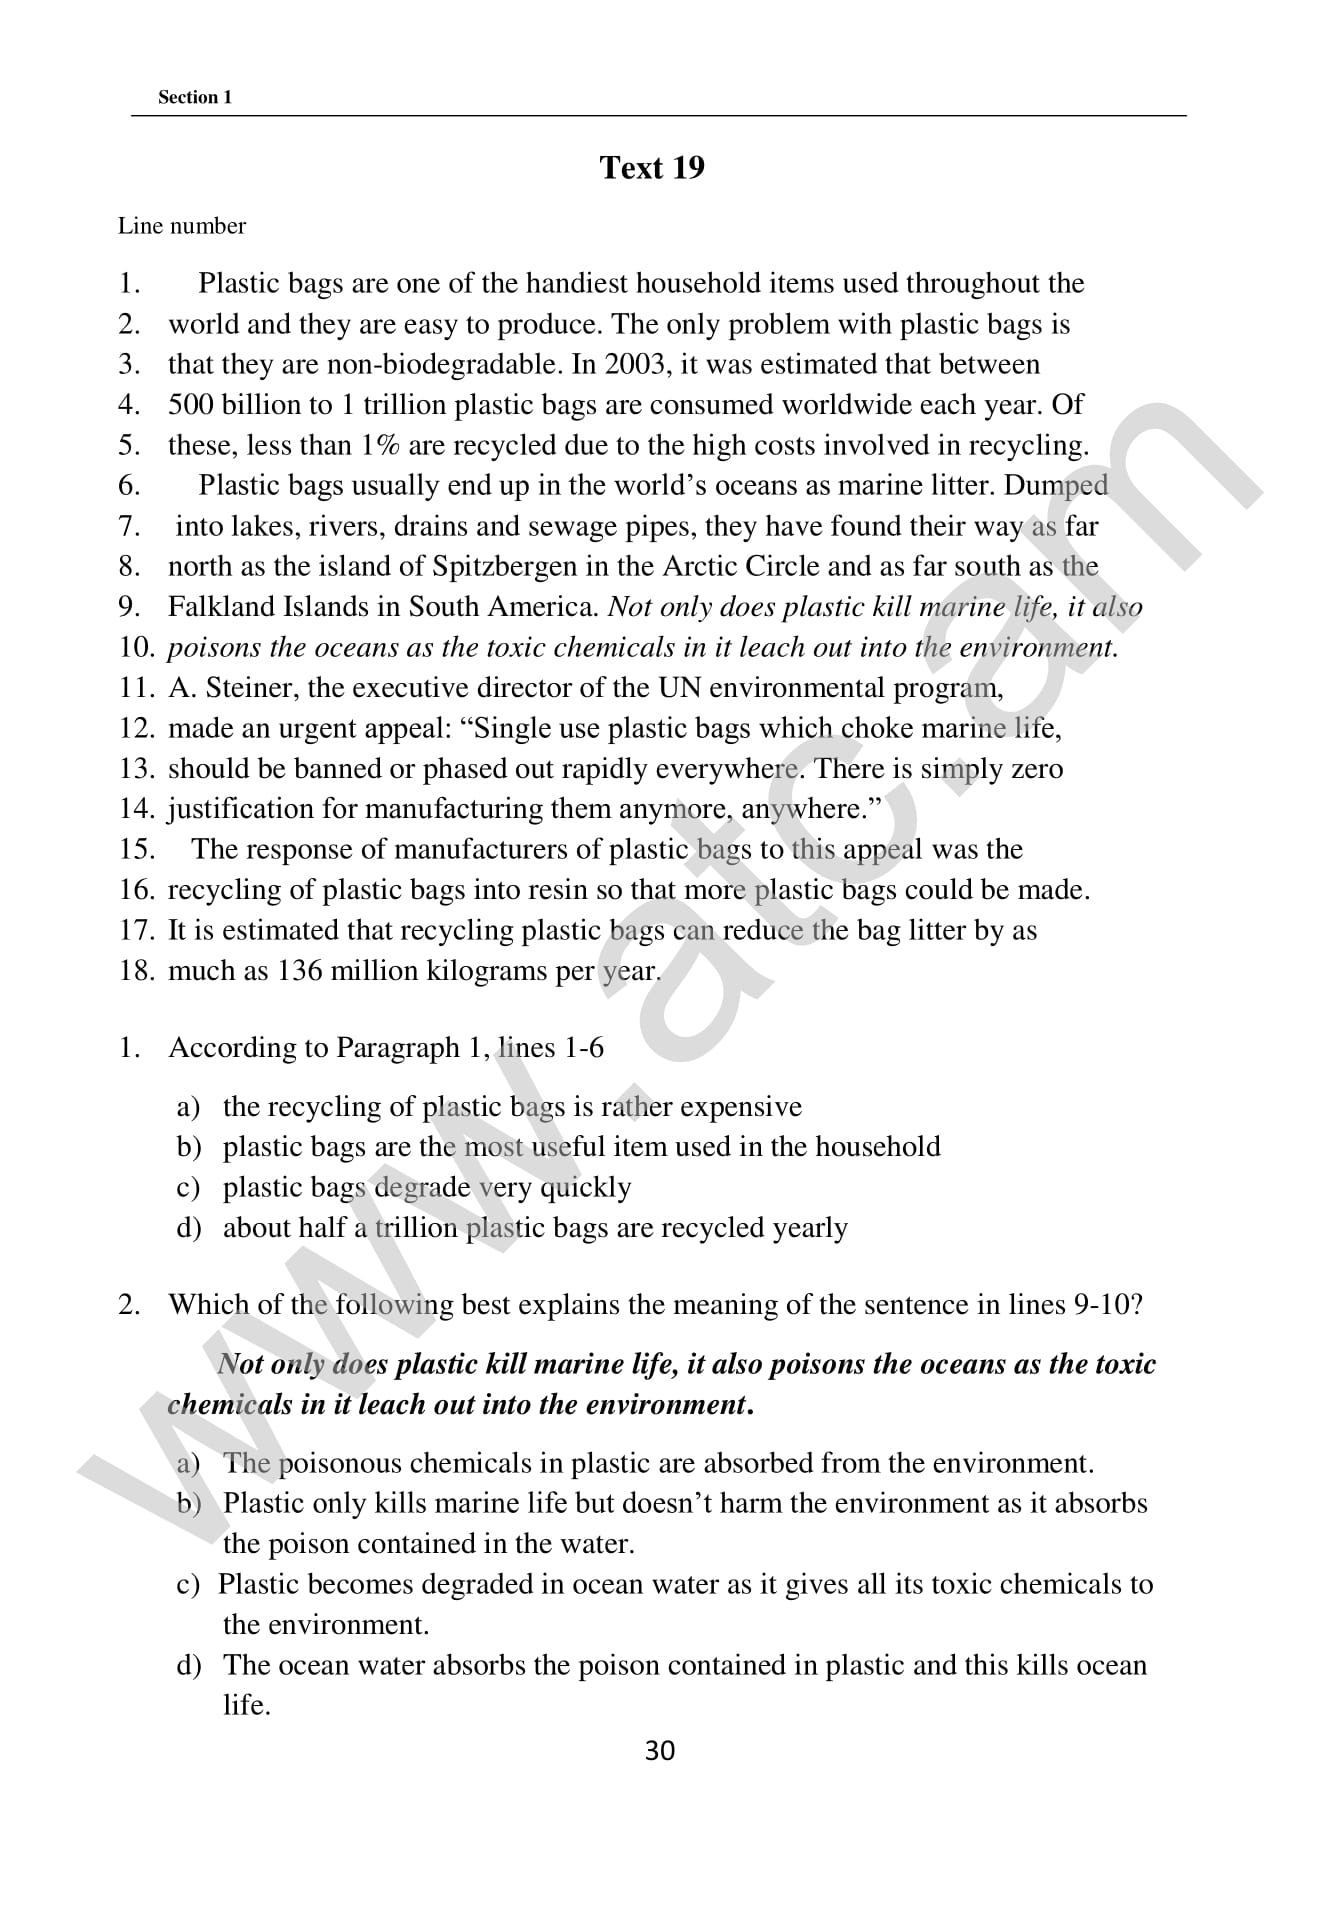 Section 1
Text 19
Line number
1. Plastic bags are one of the handiest household items used throughout the
2. world and they are easy to produce. The only problem with plastic bags is
3. that they are non-biodegradable. In 2003, it was estimated that between
4. 500 billion to 1 trillion plastic bags are consumed worldwide each year. Of
5. these, less than 1% are recycled due to the high costs involved in recycling.
6. Plastic bags usually end up in the world’s oceans as marine litter. Dumped
7. into lakes, rivers, drains and sewage pipes, they have found their way as far
8. north as the island of Spitzbergen in the Arctic Circle and as far south as the
9. Falkland Islands in South America. Not only does plastic kill marine life, it also
10. poisons the oceans as the toxic chemicals in it leach out into the environment.
11. A. Steiner, the executive director of the UN environmental program,
12. made an urgent appeal: “Single use plastic bags which choke marine life,
13. should be banned or phased out rapidly everywhere. There is simply zero
14. justification for manufacturing them anymore, anywhere.”
15. The response of manufacturers of plastic bags to this appeal was the
16. recycling of plastic bags into resin so that more plastic bags could be made.
17. It is estimated that recycling plastic bags can reduce the bag litter by as
18. much as 136 million kilograms per year.
1. According to Paragraph 1, lines 1-6
a) the recycling of plastic bags is rather expensive
b) plastic bags are the most useful item used in the household
c) plastic bags degrade very quickly
d) about half a trillion plastic bags are recycled yearly
2. Which of the following best explains the meaning of the sentence in lines 9-10?
Not only does plastic kill marine life, it also poisons the oceans as the toxic
chemicals in it leach out into the environment.
a) The poisonous chemicals in plastic are absorbed from the environment.
b) Plastic only kills marine life but doesn’t harm the environment as it absorbs
the poison contained in the water.
c) Plastic becomes degraded in ocean water as it gives all its toxic chemicals to
the environment.
d) The ocean water absorbs the poison contained in plastic and this kills ocean
life.
30
www.atc.am